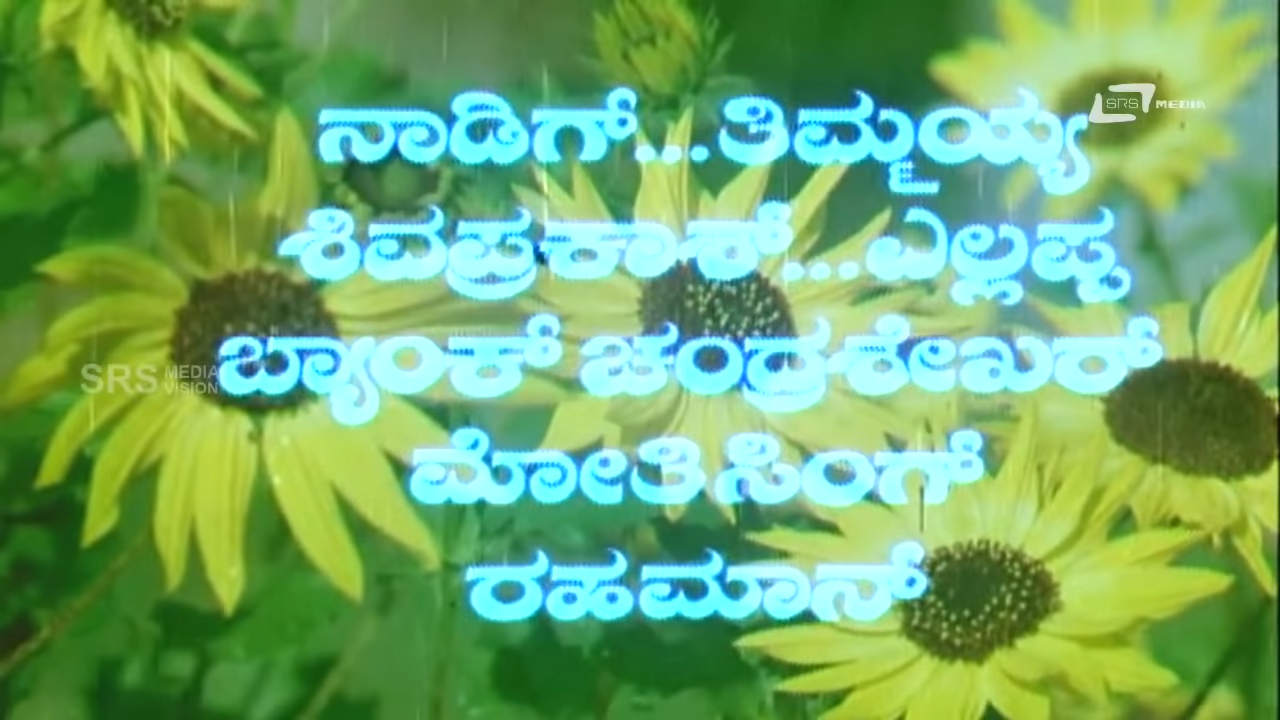 ನಾಡಿಗ್...ತಿಮ್ಮಯ್ಯ
SRS MEDIA
ಶಿವಪ್ರಕಾಶ್...ಎಲ್ಲಪ್ಪ
ಬ್ಯಾಂಕ್ ಚಂದ್ರಶೇಖರ್
SRS MEDIA VISION
ಮೋತಿಸಿಂಗ್
ರಹಮಾನ್